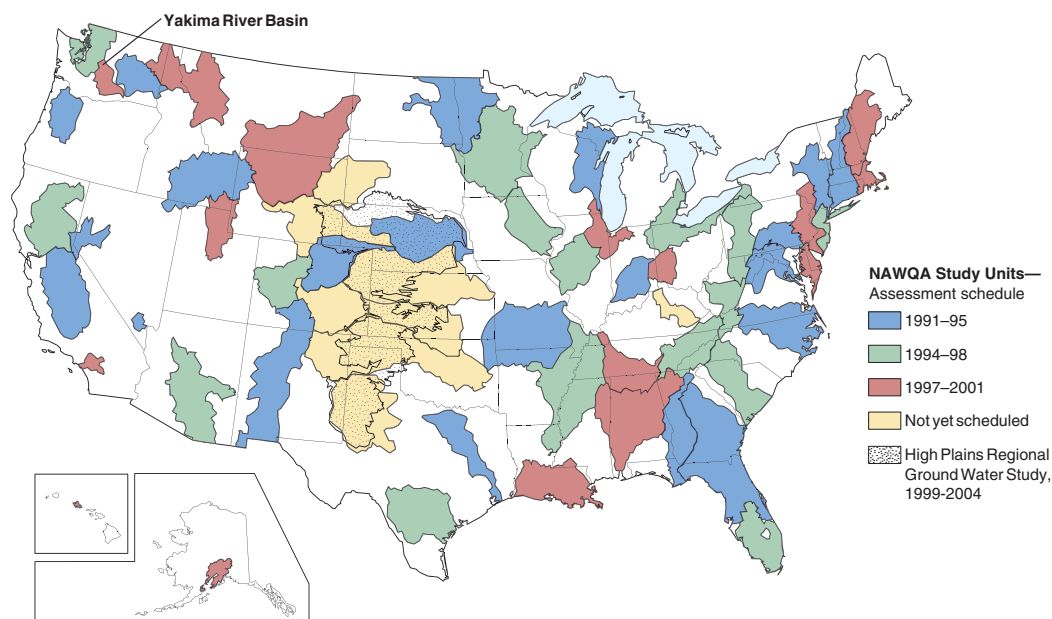 Yakima River Basin
NAWQA Study Units—
Assessment schedule
1991–95
1994–98
1997–2001
Not yet scheduled
High Plains Regional
Ground Water Study,
1999-2004